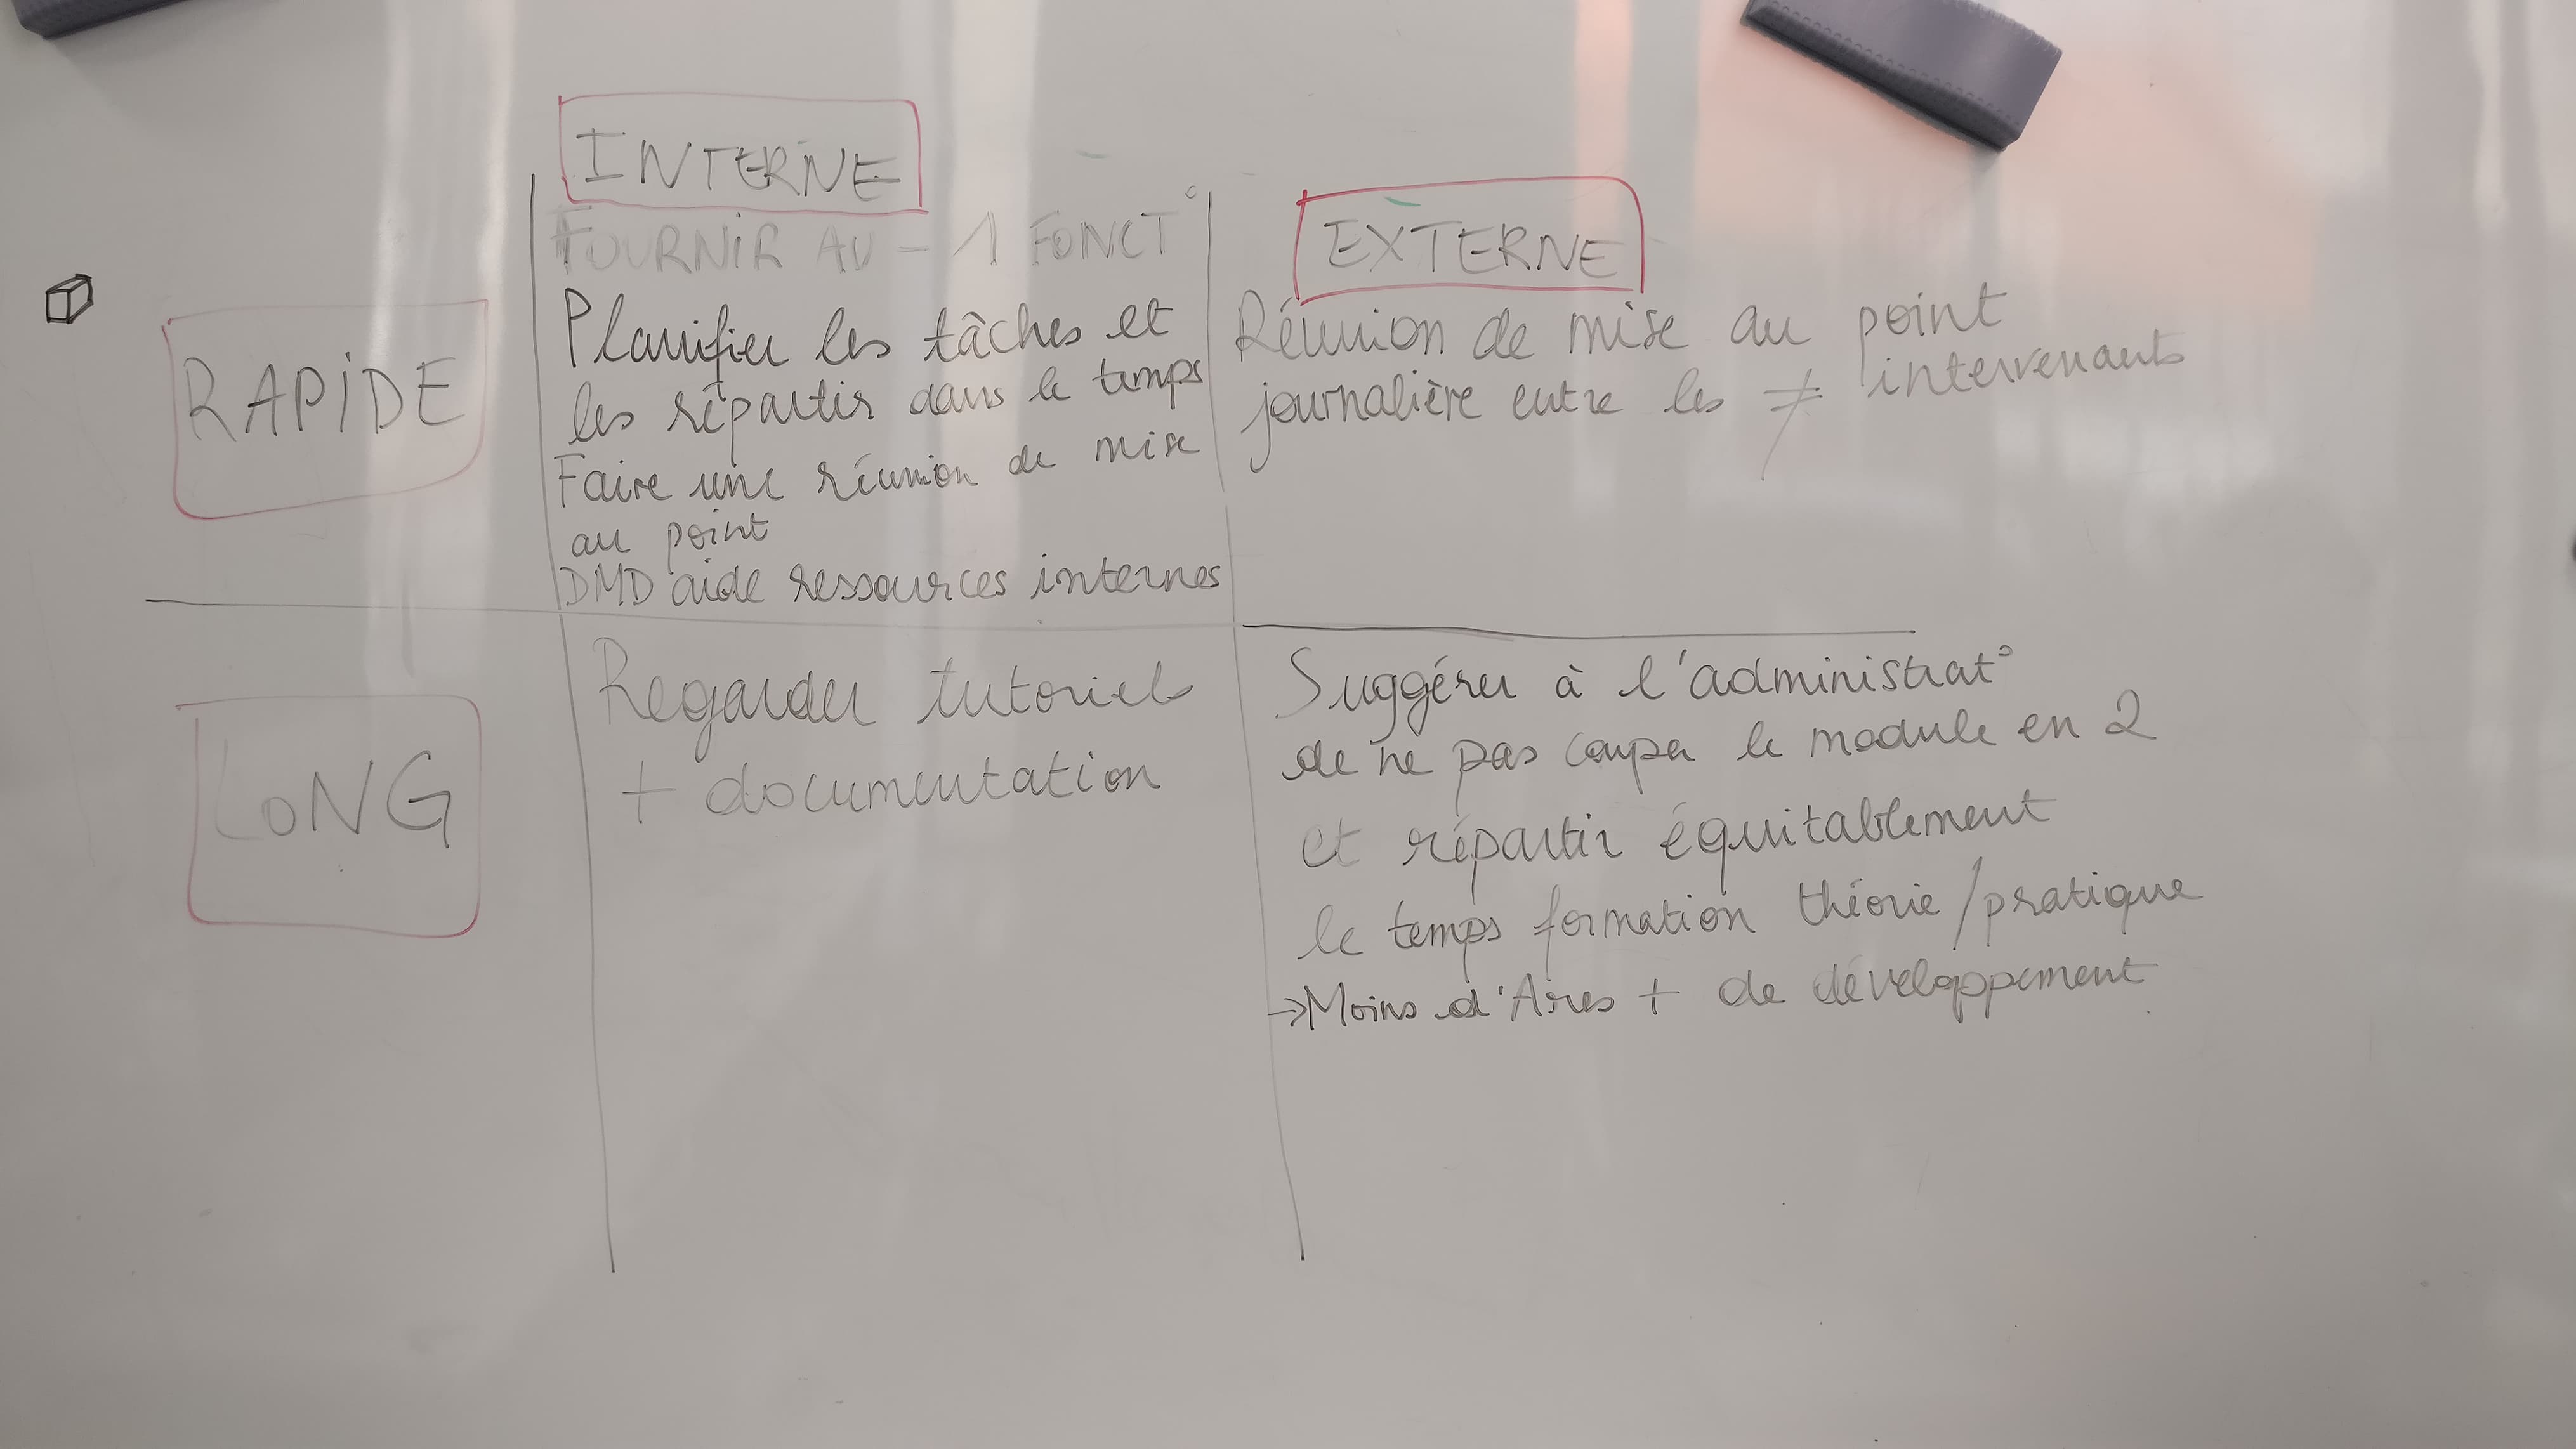 INTERNE
FOURNIR AU - 1 FONCT°
Planifier les tâches et
les répartir dans le temps
Faire une réunion de mise
au point
DMD aide ressources internes
EXTERNE
Réunion de mise au point
journalière entre les ≠ intervenants
RAPIDE
LONG
Regarder tutoriels
+ documentation
Suggérer à l'administrat°
de ne pas couper le module en 2
et répartir équitablement
le temps formation théorie/pratique
→Moins d'Ares + de développement